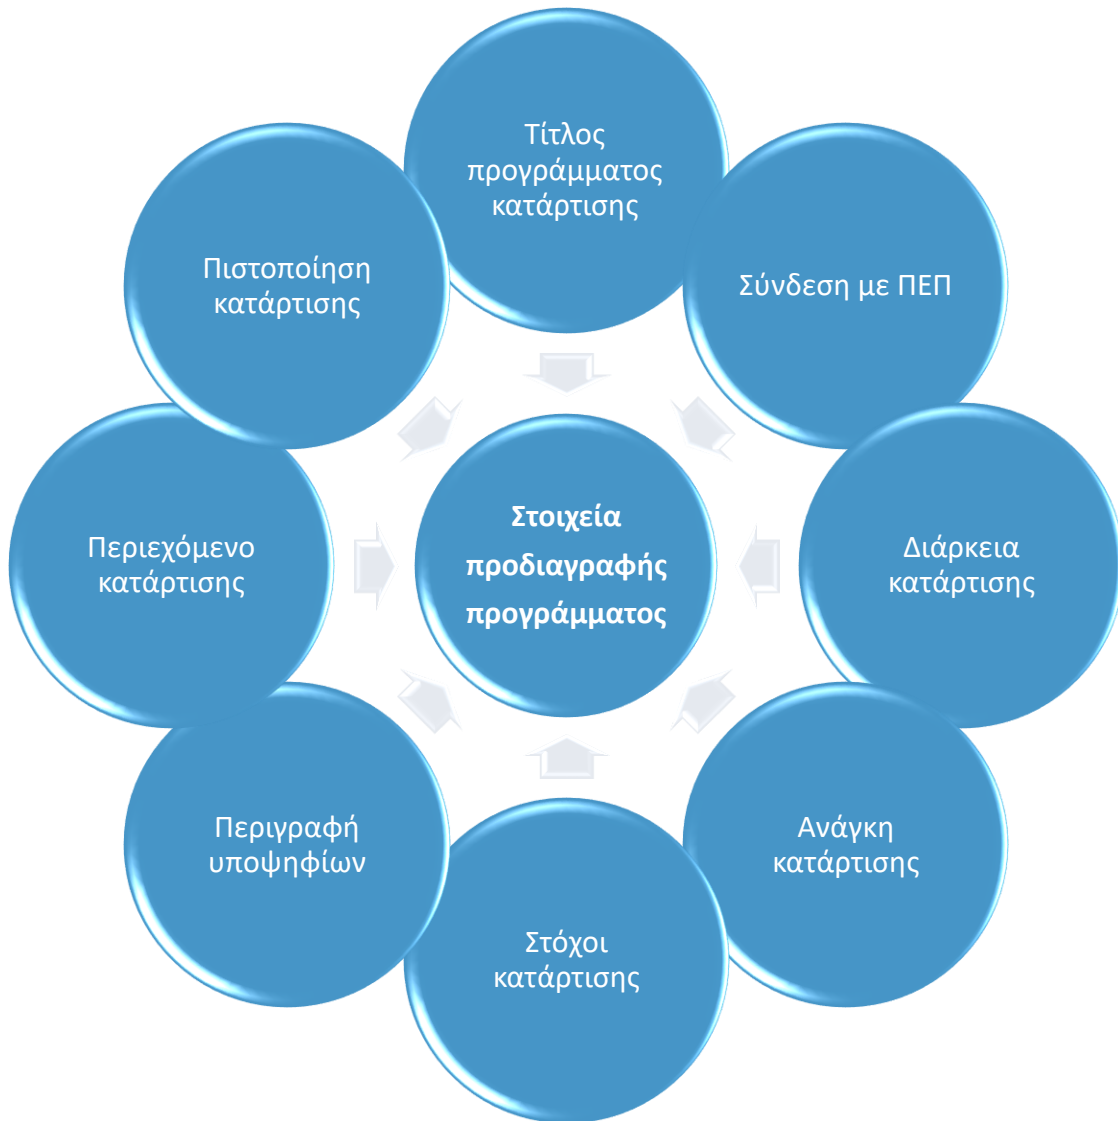 Τίτλος
προγράμματος
κατάρτισης
Σύνδεση με ΠΕΠ
Διάρκεια
κατάρτισης
Ανάγκη
κατάρτισης
Στόχοι
κατάρτισης
Περιγραφή
υποψηφίων
Περιεχόμενο
κατάρτισης
Πιστοποίηση
κατάρτισης
Στοιχεία
προδιαγραφής
προγράμματος